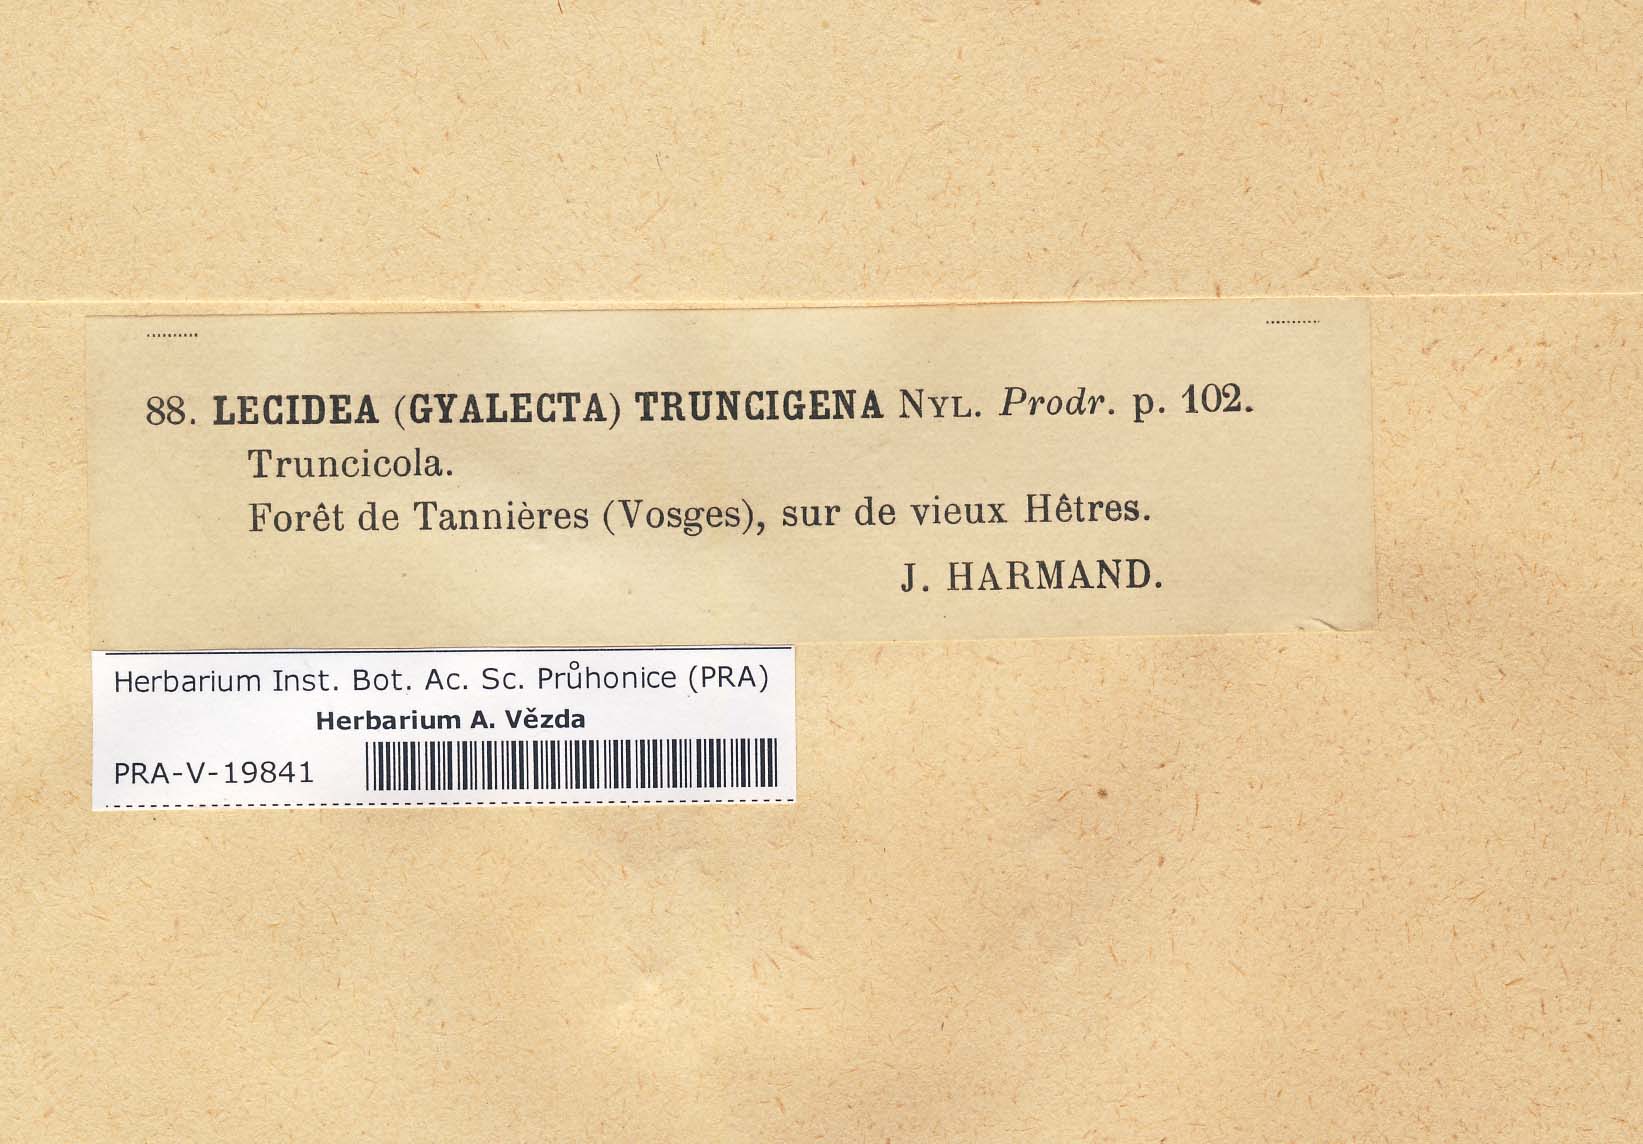 88. LECIDEA (GYALECTA) TRUNCIGENA NYL. Prodr. p. 102.
Truncicola.
Forêt de Tannières (Vosges), sur de vieux Hêtres.
J. HARMAND.
Herbarium Inst. Bot. Ac. Sc. Průhonice (PRA)
Herbarium A. Vězda
PRA-V-19841